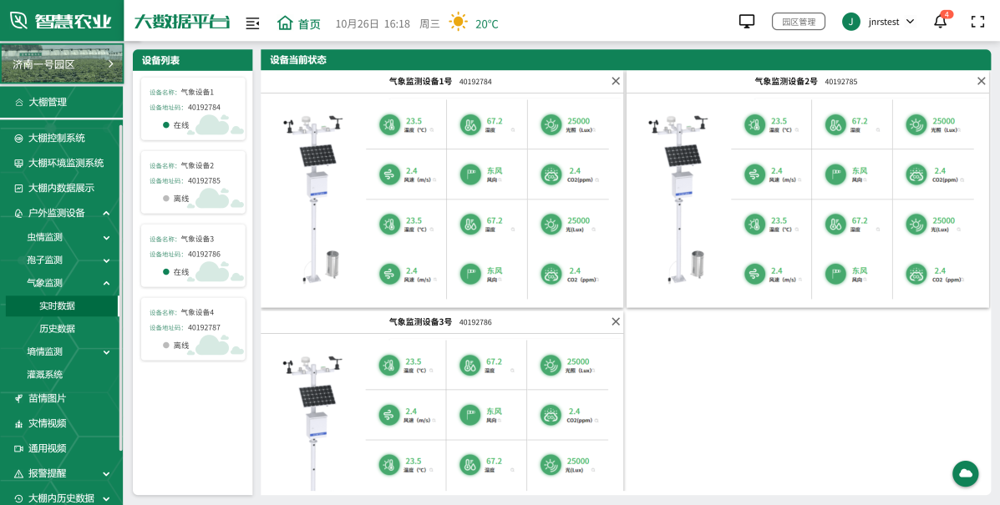 智慧农业
大数据平台
首页
10月26日 16:18 周三
20℃
园区管理
J
jnrstest
4
济南一号园区
大棚管理
大棚控制系统
大棚环境监测系统
大棚内数据展示
户外监测设备
虫情监测
孢子监测
气象监测
实时数据
历史数据
墒情监测
灌溉系统
苗情图片
灾情视频
通用视频
报警提醒
大棚内历史数据
设备列表
设备名称: 气象设备1
设备地址码: 40192784
在线
设备名称: 气象设备2
设备地址码: 40192785
离线
设备名称: 气象设备3
设备地址码: 40192786
在线
设备名称: 气象设备4
设备地址码: 40192787
离线
设备当前状态
气象监测设备1号 40192784
23.5 67.2 25000
温度 (℃) 湿度 光照 (Lux)
2.4 东风 2.4
风速 (m/s) 风向 CO2(ppm)
23.5 67.2 25000
温度 (℃) 湿度 光(Lux)
2.4 东风 2.4
风速 (m/s) 风向 CO2 (ppm)
气象监测设备2号 40192785
23.5 67.2 25000
温度 (℃) 湿度 光照 (Lux)
2.4 东风 2.4
风速 (m/s) 风向 CO2(ppm)
23.5 67.2 25000
温度 (℃) 湿度 光(Lux)
2.4 东风 2.4
风速 (m/s) 风向 CO2 (ppm)
气象监测设备3号 40192786
23.5 67.2 25000
温度 (℃) 湿度 光照 (Lux)
2.4 东风 2.4
风速 (m/s) 风向 CO2(ppm)
23.5 67.2 25000
温度 (℃) 湿度 光(Lux)